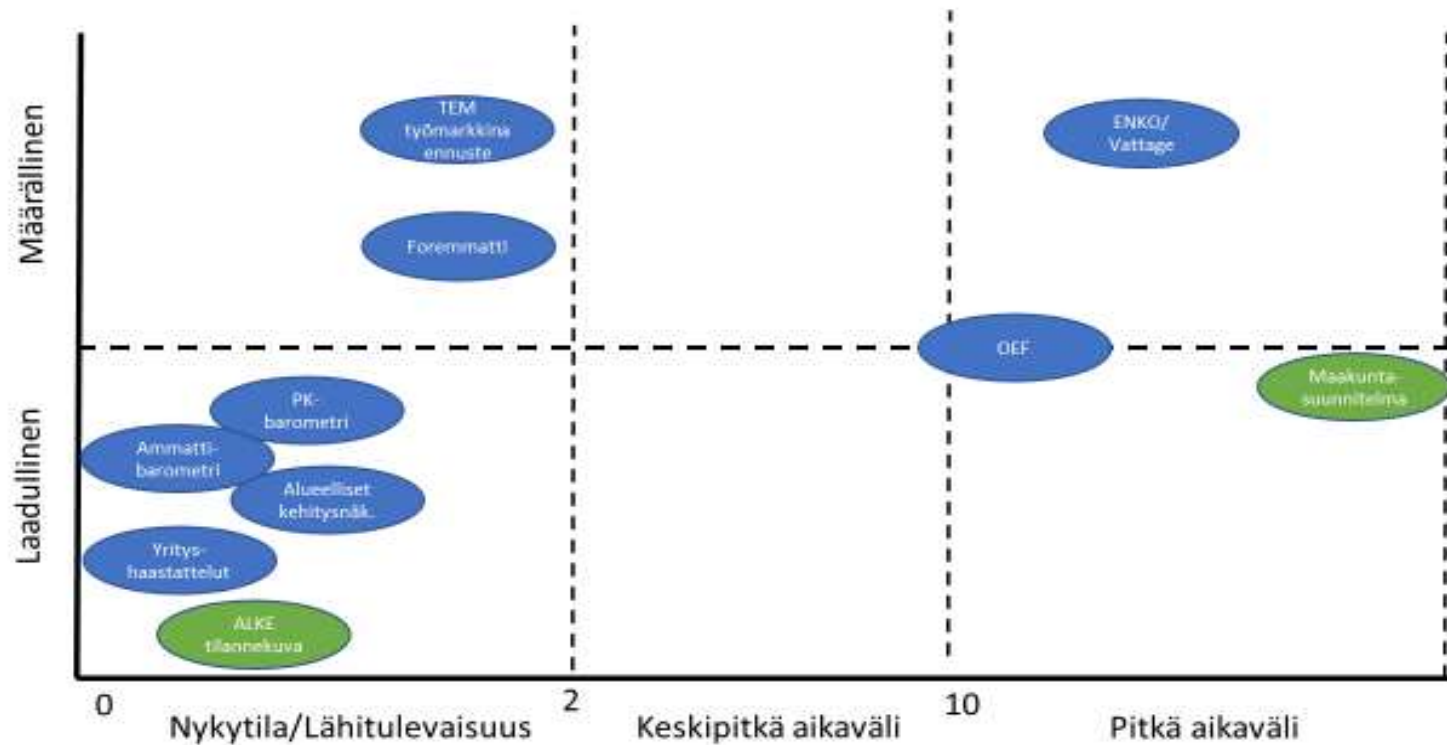 Määrällinen
TEM
työmarkkina
ennuste
ENKO/
Vattage
Foremmatti
OEF
Maakunta-
suunnitelma
Laadullinen
PK-
barometri
Ammatti-
barometri
Alueelliset
kehitysnäk.
Yritys-
haastattelut
ALKE
tilannekuva
0
2
10
Nykytila/Lähitulevaisuus
Keskipitkä aikaväli
Pitkä aikaväli